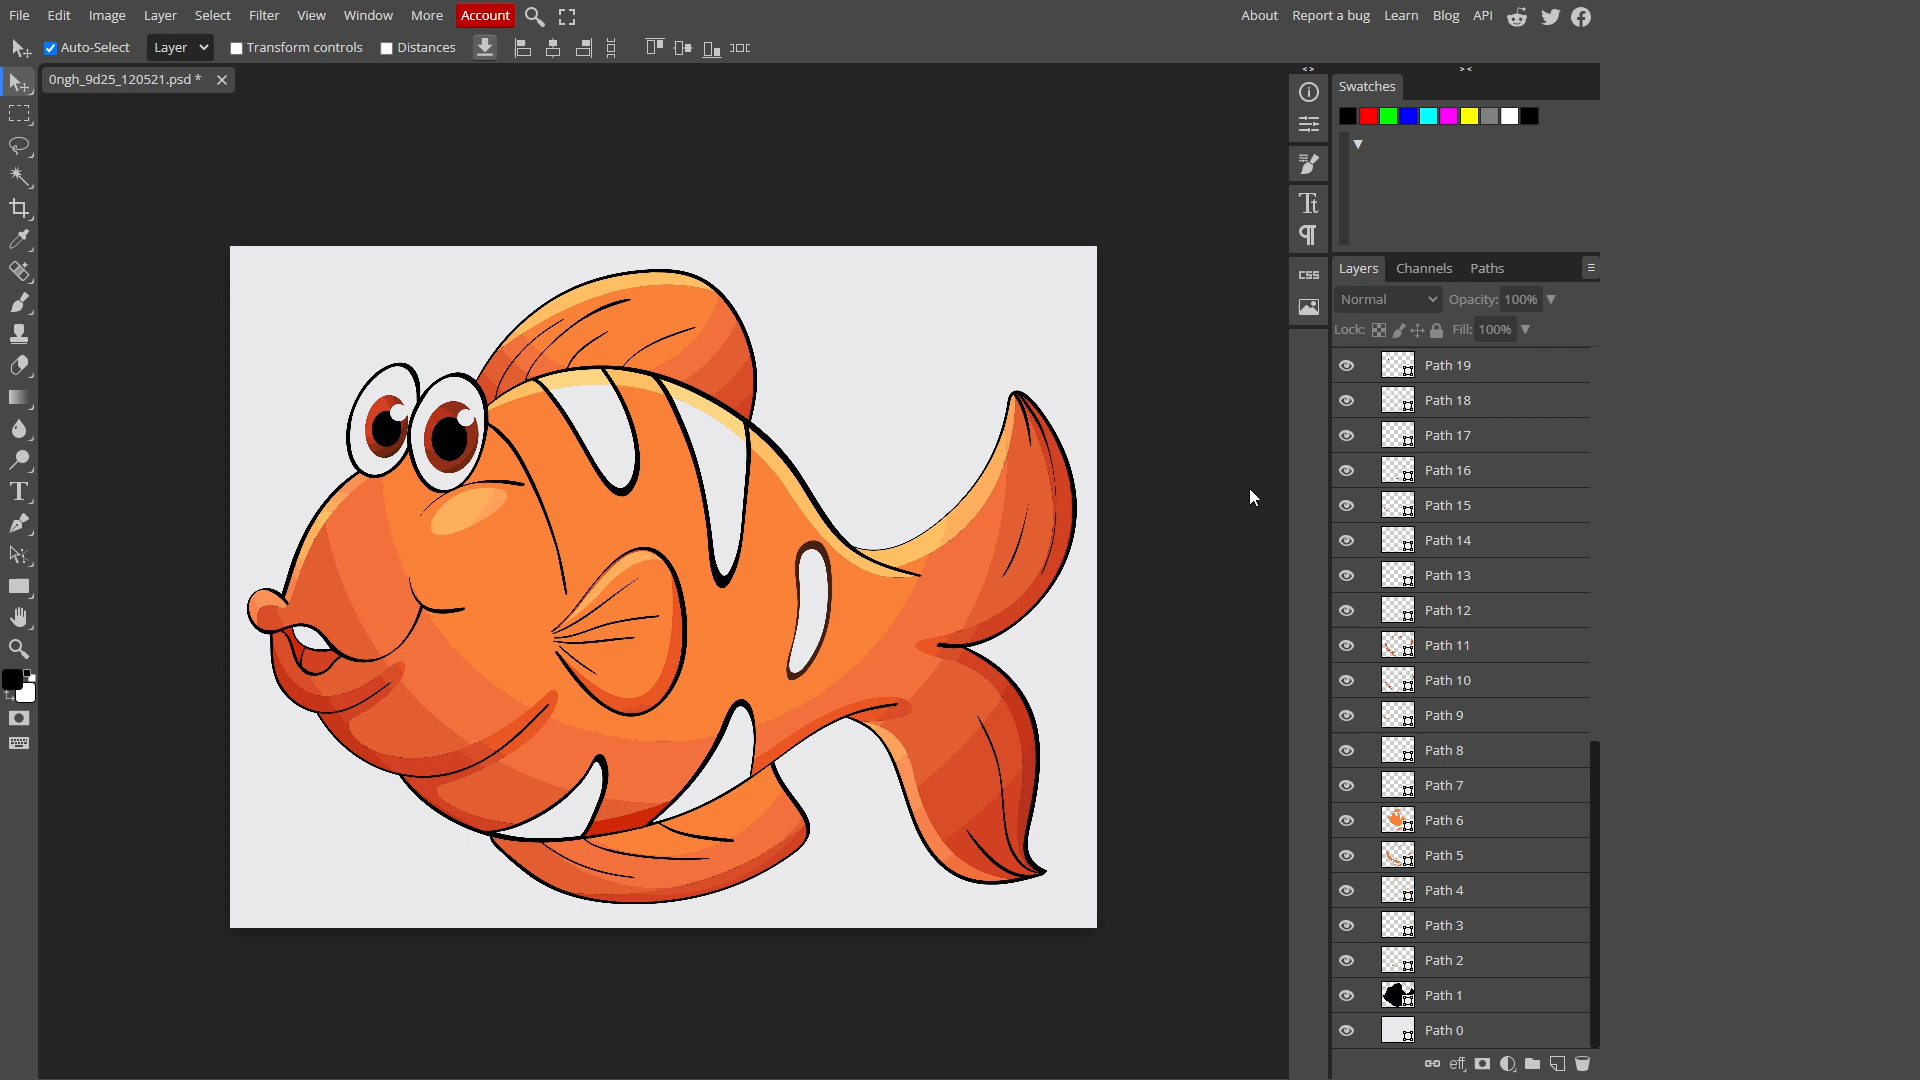 File Edit Image Layer Select Filter View Window More Account About Report a bug Learn Blog API
Auto-Select Layer Transform controls Distances
0ngh_9d25_120521.psd *
Swatches
CSS
Layers Channels Paths
Normal Opacity: 100%
Lock: Fill: 100%
Path 19
Path 18
Path 17
Path 16
Path 15
Path 14
Path 13
Path 12
Path 11
Path 10
Path 9
Path 8
Path 7
Path 6
Path 5
Path 4
Path 3
Path 2
Path 1
Path 0
eff